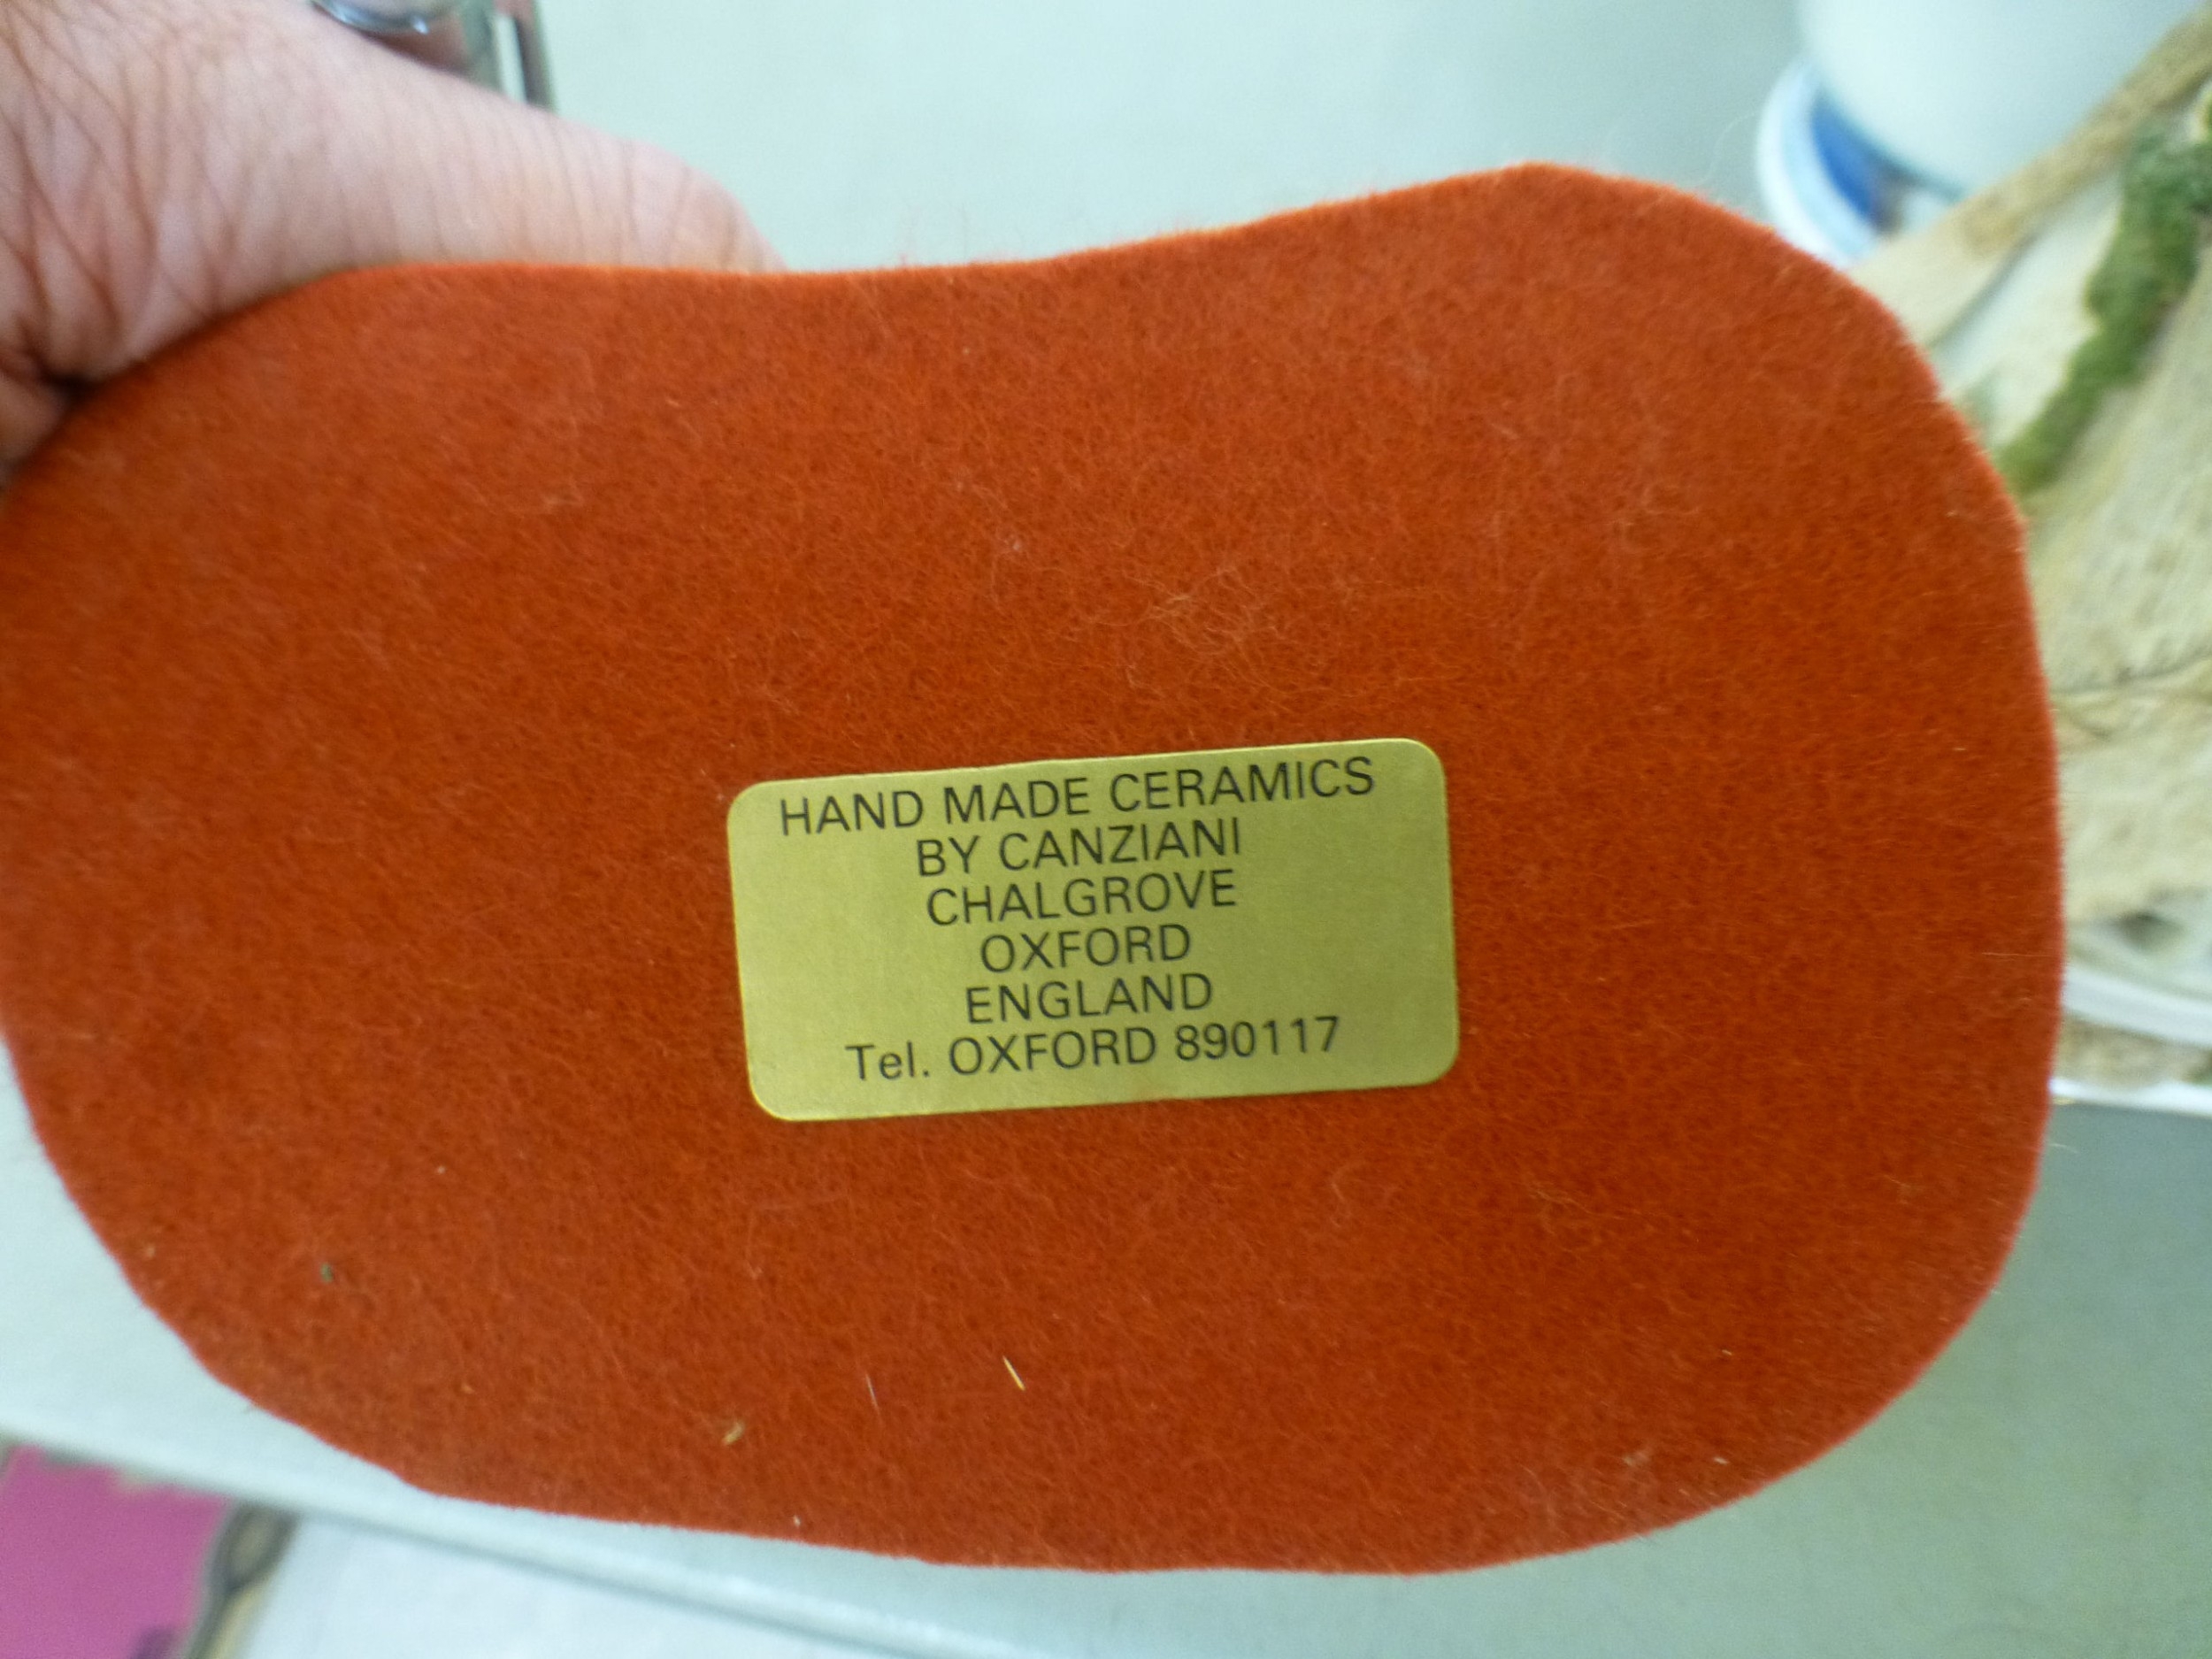 HAND MADE CERAMICS
BY CANZIANI
CHALGROVE
OXFORD
ENGLAND
Tel. OXFORD 890117